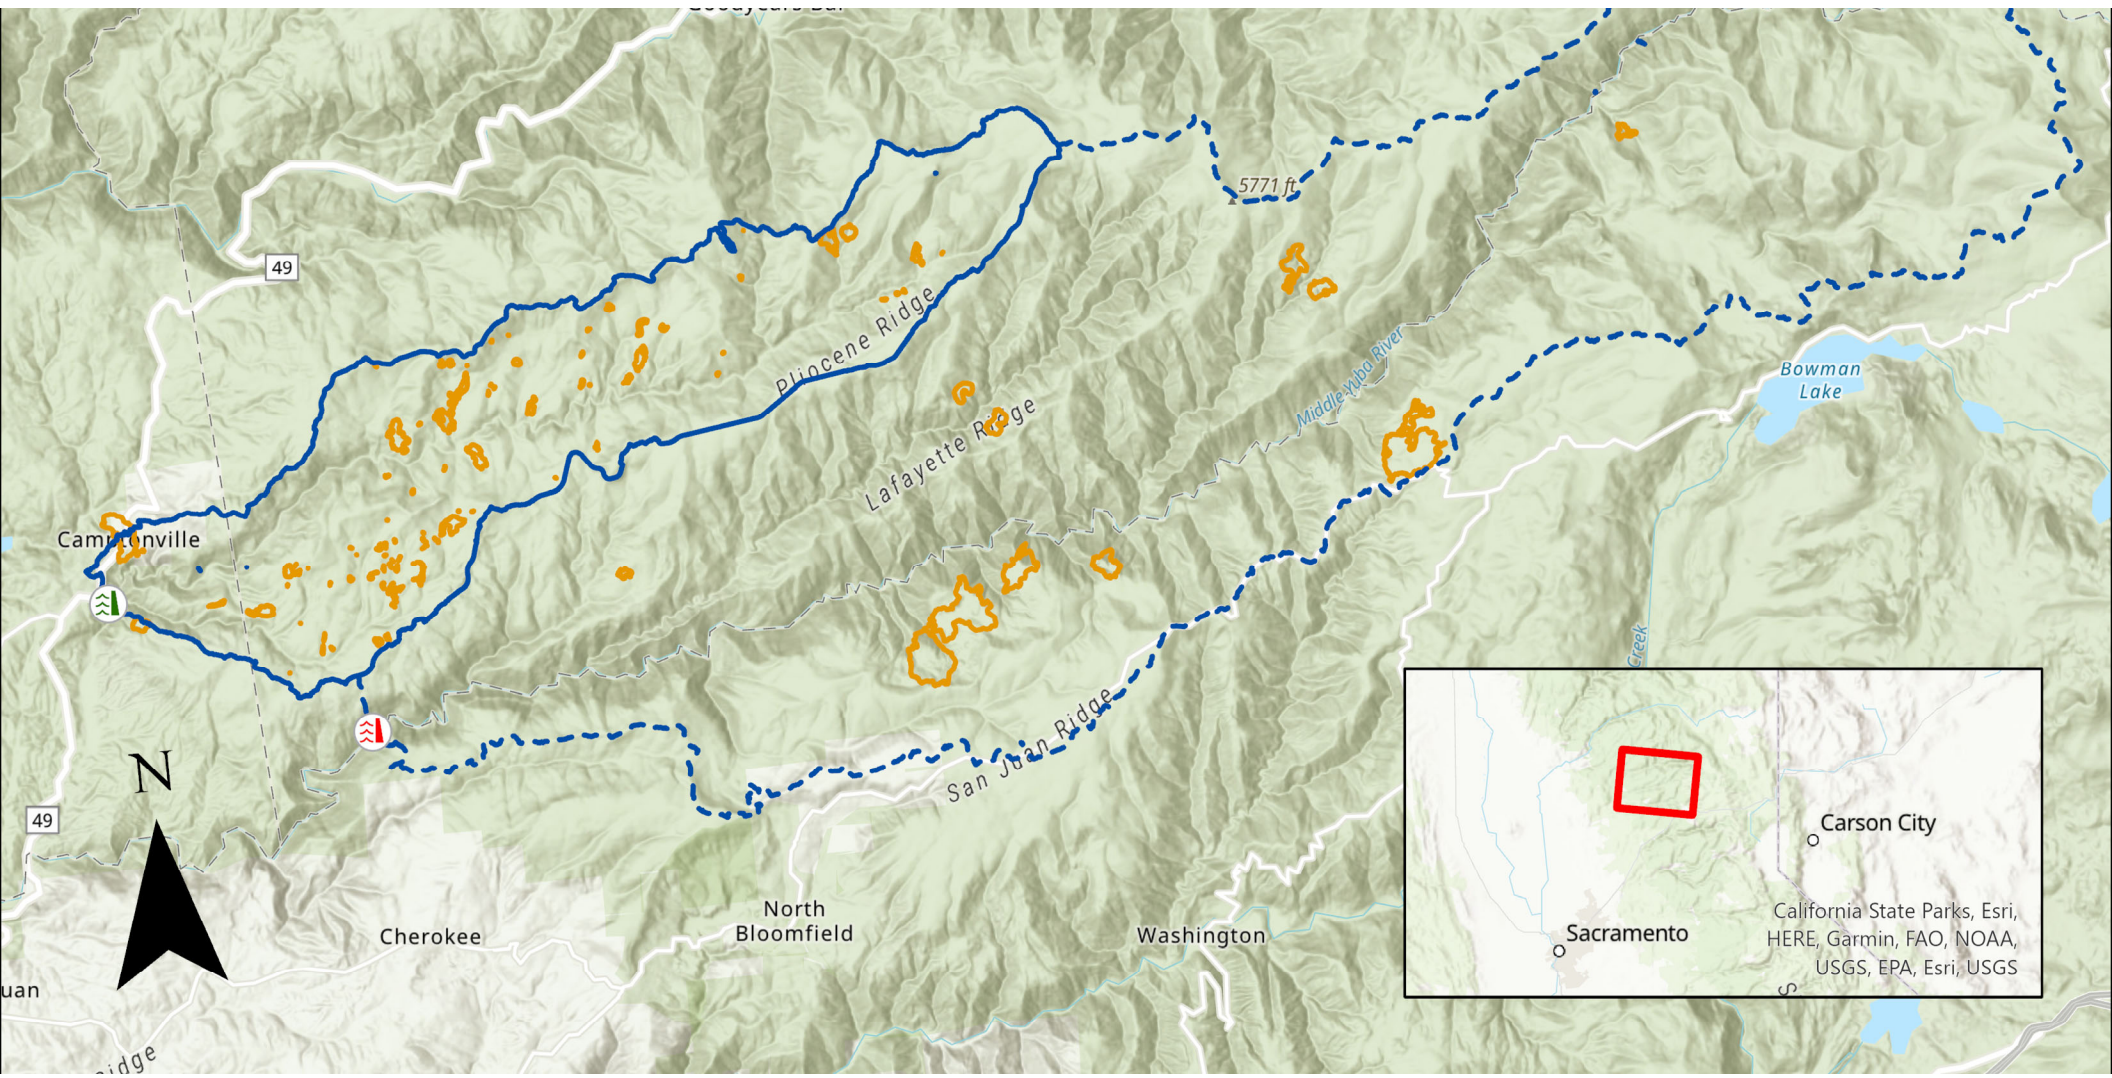 Goodyears Bar
5771 ft
49
Pliocene Ridge
Middle Yuba River
Bowman
Lake
Lafayette Ridge
Camptonville
Creek
San Juan Ridge
N
49
Carson City
North
Bloomfield
Cherokee
Washington
Sacramento
California State Parks, Esri,
HERE, Garmin, FAO, NOAA,
USGS, EPA, Esri, USGS
uan
S
idge